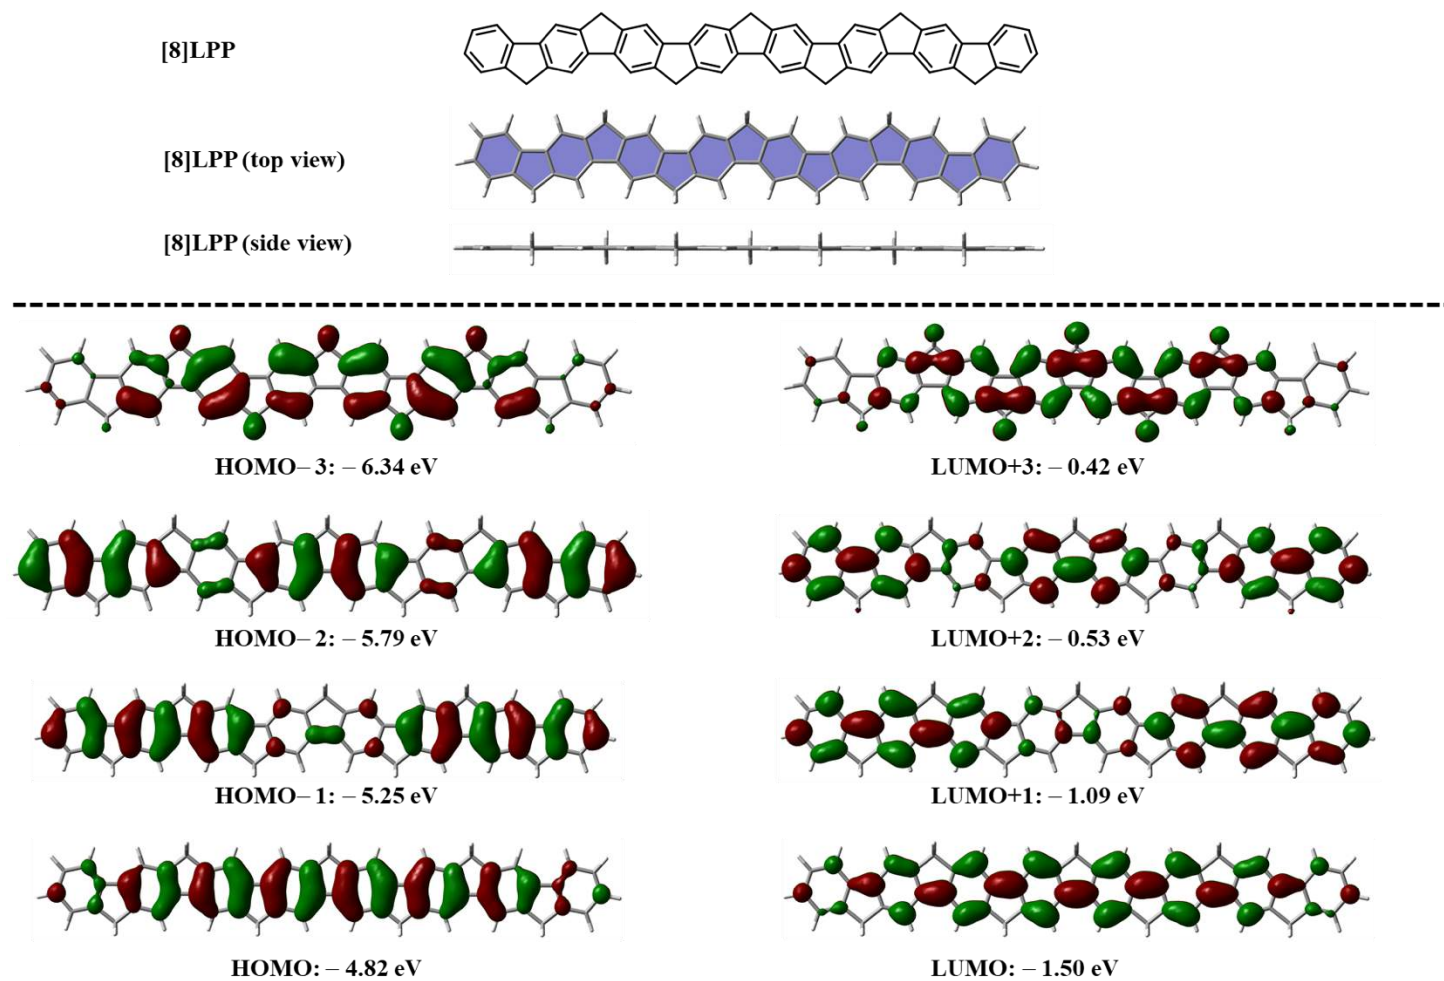 [8]LPP
[8]LPP (top view)
[8]LPP (side view)
HOMO– 3: – 6.34 eV
LUMO+3: – 0.42 eV
HOMO– 2: – 5.79 eV
LUMO+2: – 0.53 eV
HOMO– 1: – 5.25 eV
LUMO+1: – 1.09 eV
HOMO: – 4.82 eV
LUMO: – 1.50 eV